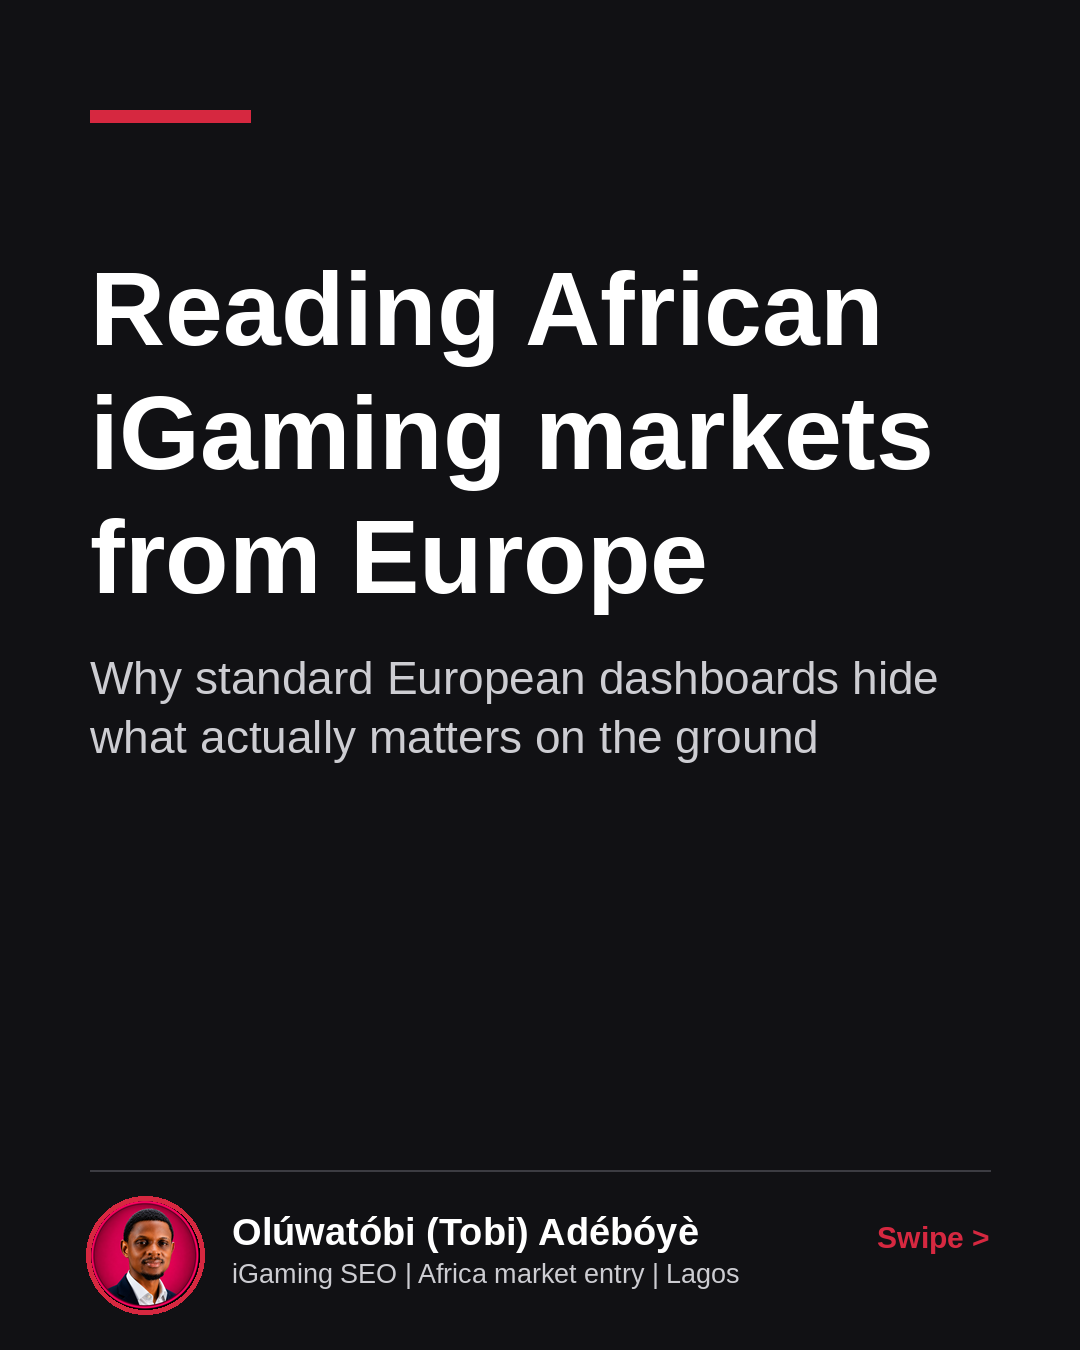 Reading African
iGaming markets
from Europe
Why standard European dashboards hide
what actually matters on the ground
Olúwatóbi (Tobi) Adébóyè
iGaming SEO | Africa market entry | Lagos
Swipe >